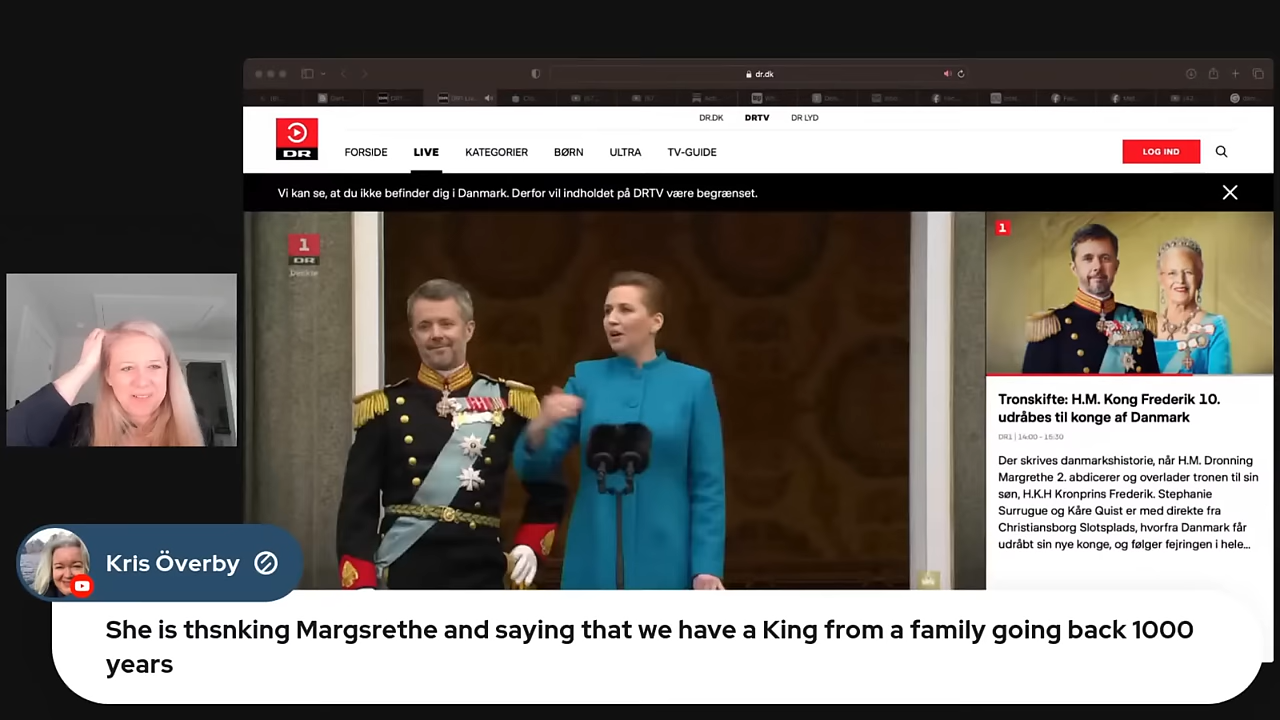 dr.dk
DR.DK
DRTV
DR LYD
DR
FORSIDE
LIVE
KATEGORIER
BØRN
ULTRA
TV-GUIDE
LOG IND
Vi kan se, at du ikke befinder dig i Danmark. Derfor vil indholdet på DRTV være begrænset.
1
DR
Direkte
1
Tronskifte: H.M. Kong Frederik 10.
udråbes til konge af Danmark
DR1 | 14:00 - 15:30
Der skrives danmarkshistorie, når H.M. Dronning
Margrethe 2. abdicerer og overlader tronen til sin
søn, H.K.H Kronprins Frederik. Stephanie
Surrugue og Kåre Quist er med direkte fra
Christiansborg Slotsplads, hvorfra Danmark får
udråbt sin nye konge, og følger fejringen i hele...
Kris Överby
She is thsnking Margsrethe and saying that we have a King from a family going back 1000
years